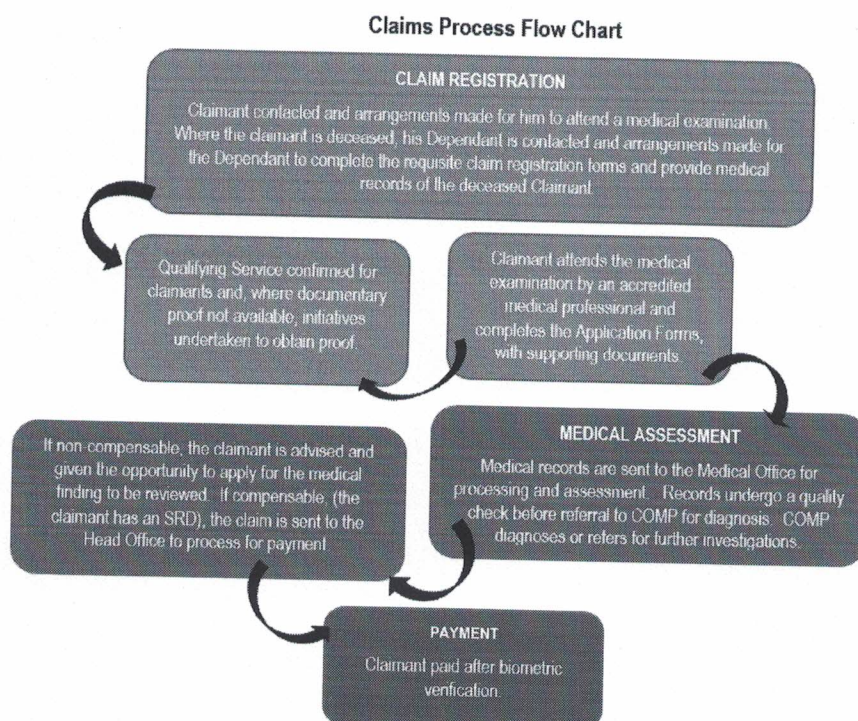 Claims Process Flow Chart
CLAIM REGISTRATION
Claimant contacted and arrangements made for him to attend a medical examination.
Where the claimant is deceased, his Dependant is contacted and arrangements made for
the Dependant to complete the requisite claim registration forms and provide medical
records of the deceased Claimant
Qualifying Service confirmed for
claimants and, where documentary
proof not available, initiatives
undertaken to obtain proof.
Claimant attends the medical
examination by an accredited
medical professional and
completes the Application Forms,
with supporting documents.
If non-compensable, the claimant is advised and
given the opportunity to apply for the medical
finding to be reviewed. If compensable, (the
claimant has an SRD), the claim is sent to the
Head Office to process for payment
MEDICAL ASSESSMENT
Medical records are sent to the Medical Office for
processing and assessment. Records undergo a quality
check before referral to COMP for diagnosis. COMP
diagnoses or refers for further investigations.
PAYMENT
Claimant paid after biometric
verification.